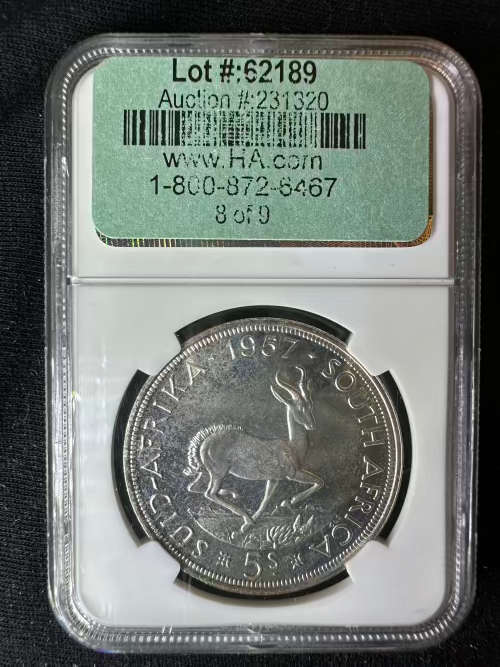 Lot #:62189
Auction #:231320
www.HA.com
1-800-872-6467
8 of 9
SUID-AFRIKA · 1957 · SOUTH AFRICA
5S